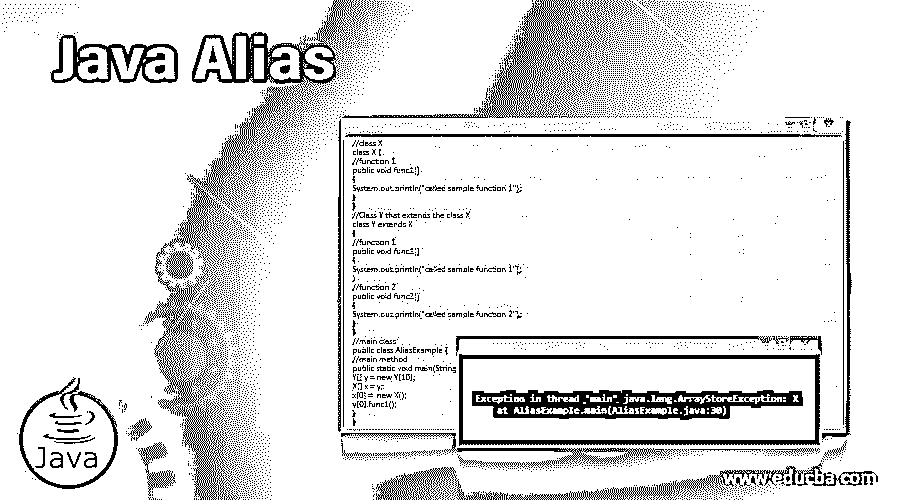 Java Alias
//class X
class X {
//function 1
public void func1()
{
System.out.println("called sample function 1");
}
}
//Class Y that extends the class X
class Y extends X
{
//function 1
public void func1()
{
System.out.println("called sample function 1");
}
//function 2
public void func2()
{
System.out.println("called sample function 2");
}
}
//main class
public class AliasExample {
//main method
public static void main(String
Y[] y = new Y[10];
X[] x = y;
x[0] = new X();
y[0].func1();
}
}
Exception in thread "main" java.lang.ArrayStoreException: X
at AliasExample.main(AliasExample.java:30)
Java
www.educba.com